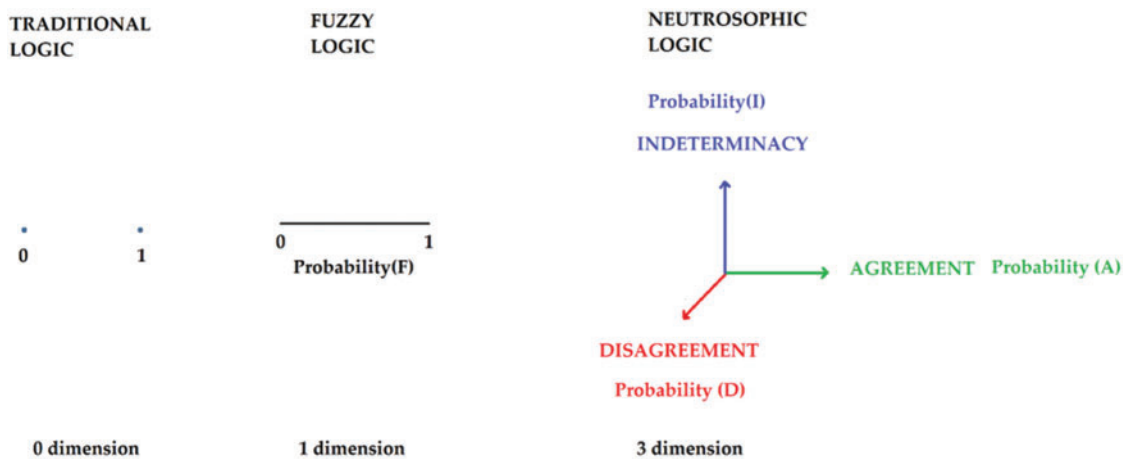 TRADITIONAL
LOGIC
0
1
0 dimension
FUZZY
LOGIC
0
1
Probability(F)
1 dimension
NEUTROSOPHIC
LOGIC
Probability(I)
INDETERMINACY
AGREEMENT Probability (A)
DISAGREEMENT
Probability (D)
3 dimension